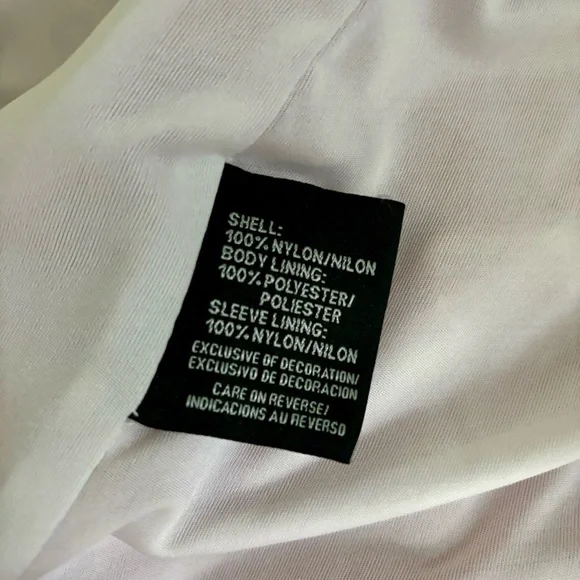 SHELL:
100% NYLON/NILON
BODY LINING:
100% POLYESTER/
POLIESTER
SLEEVE LINING:
100% NYLON/NILON
EXCLUSIVE OF DECORATION/
EXCLUSIVO DE DECORACION
CARE ON REVERSE/
INDICACIONS AU REVERSO